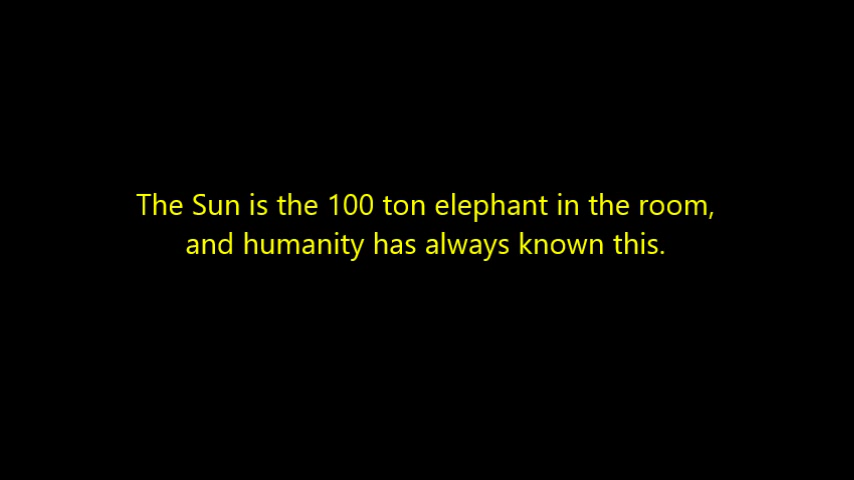 The Sun is the 100 ton elephant in the room,
and humanity has always known this.